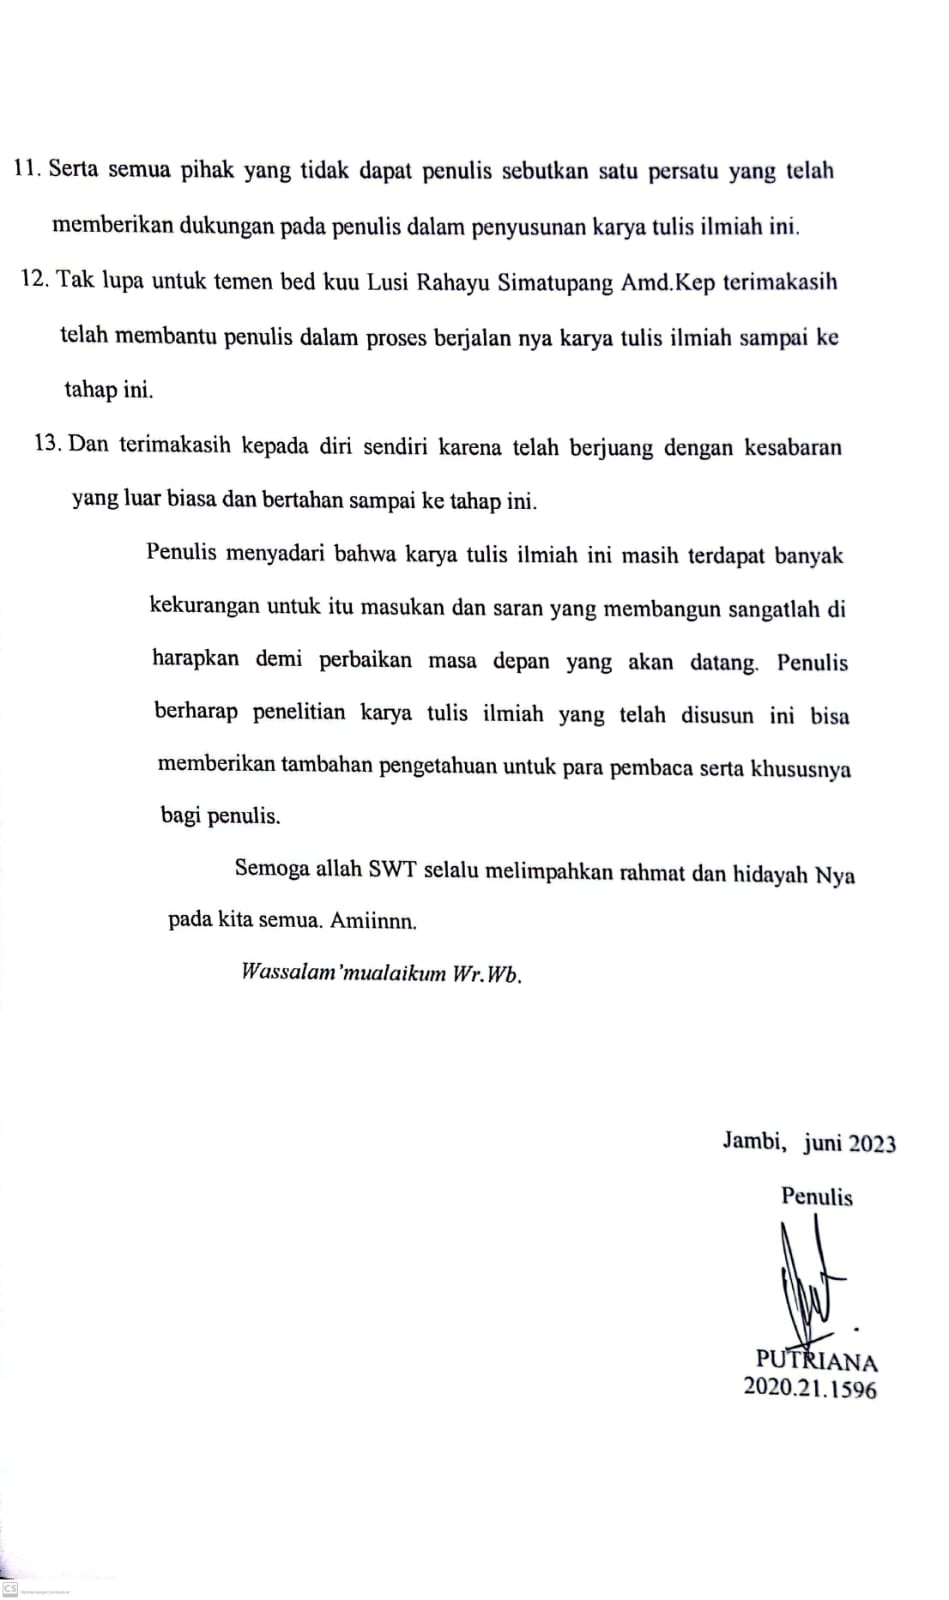 11. Serta semua pihak yang tidak dapat penulis sebutkan satu persatu yang telah
memberikan dukungan pada penulis dalam penyusunan karya tulis ilmiah ini.
12. Tak lupa untuk temen bed kuu Lusi Rahayu Simatupang Amd.Kep terimakasih
telah membantu penulis dalam proses berjalan nya karya tulis ilmiah sampai ke
tahap ini.
13. Dan terimakasih kepada diri sendiri karena telah berjuang dengan kesabaran
yang luar biasa dan bertahan sampai ke tahap ini.
Penulis menyadari bahwa karya tulis ilmiah ini masih terdapat banyak
kekurangan untuk itu masukan dan saran yang membangun sangatlah di
harapkan demi perbaikan masa depan yang akan datang. Penulis
berharap penelitian karya tulis ilmiah yang telah disusun ini bisa
memberikan tambahan pengetahuan untuk para pembaca serta khususnya
bagi penulis.
Semoga allah SWT selalu melimpahkan rahmat dan hidayah Nya
pada kita semua. Amiinnn.
Wassalam'mualaikum Wr.Wb.
Jambi, juni 2023
Penulis
PUTRIANA
2020.21.1596
CS